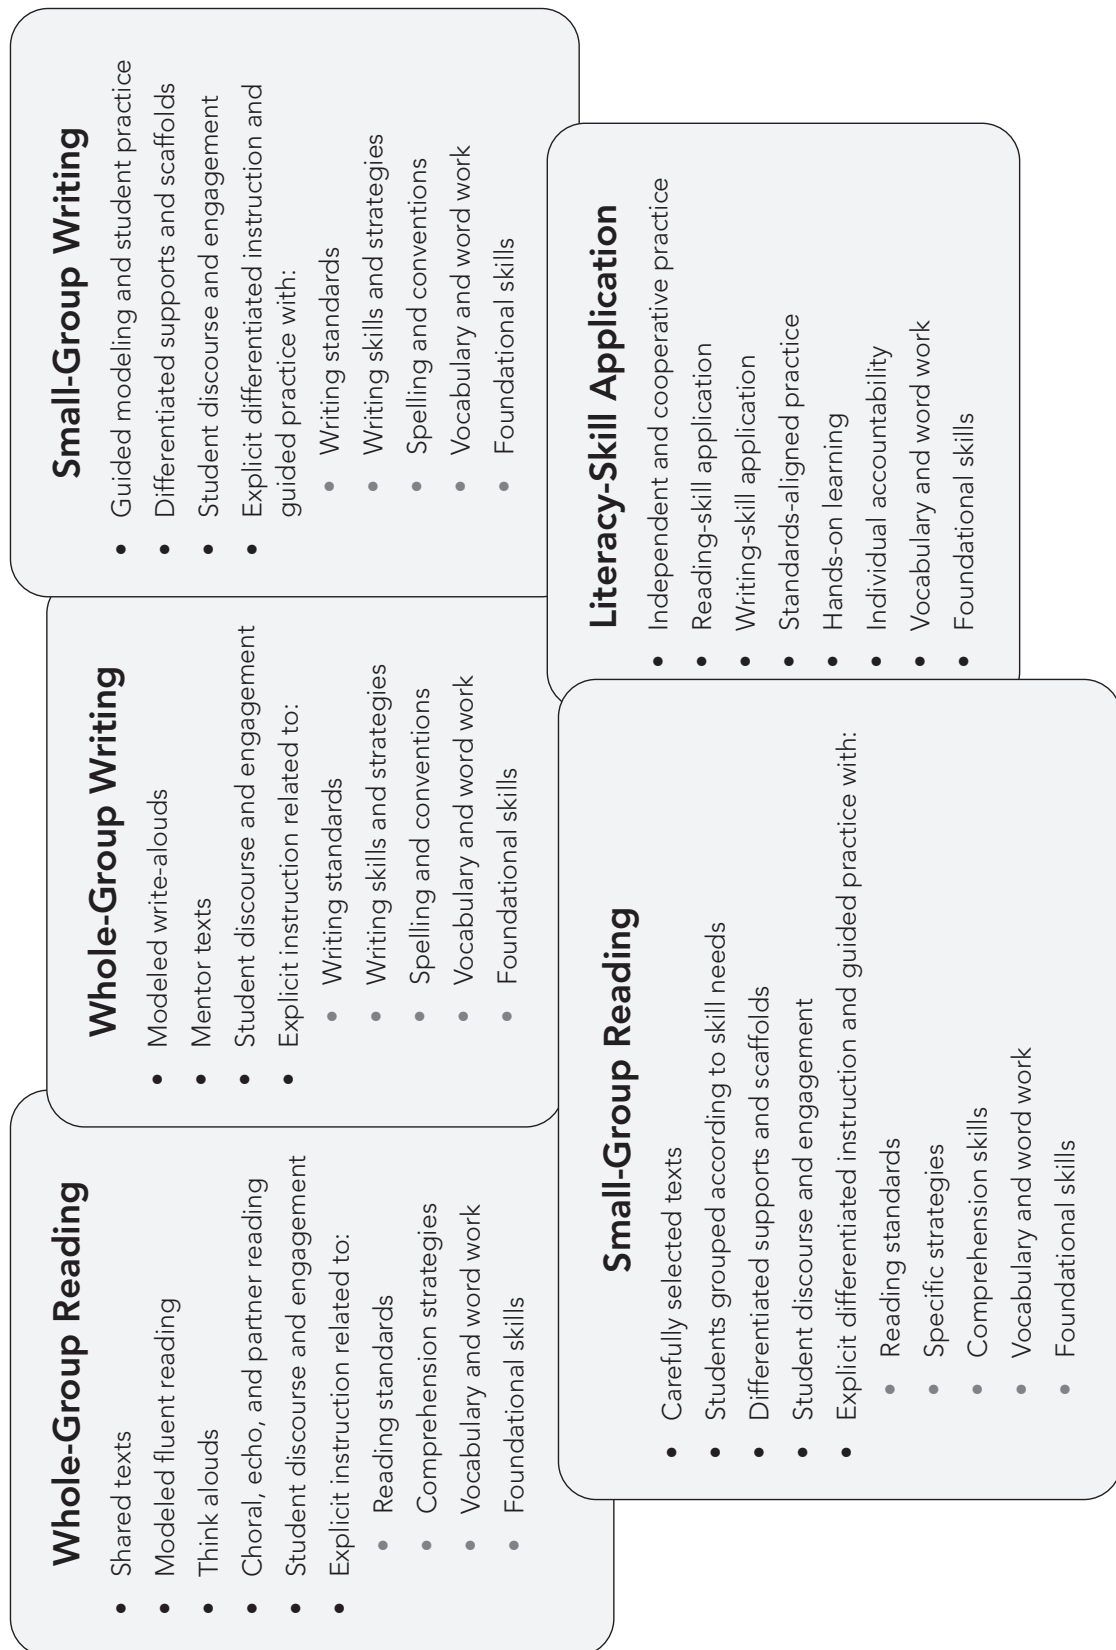 Whole-Group Reading
• Shared texts
• Modeled fluent reading
• Think alouds
• Choral, echo, and partner reading
• Student discourse and engagement
• Explicit instruction related to:
• Reading standards
• Comprehension strategies
• Vocabulary and word work
• Foundational skills
Whole-Group Writing
• Modeled write-alouds
• Mentor texts
• Student discourse and engagement
• Explicit instruction related to:
• Writing standards
• Writing skills and strategies
• Spelling and conventions
• Vocabulary and word work
• Foundational skills
Small-Group Writing
• Guided modeling and student practice
• Differentiated supports and scaffolds
• Student discourse and engagement
• Explicit differentiated instruction and
guided practice with:
• Writing standards
• Writing skills and strategies
• Spelling and conventions
• Vocabulary and word work
• Foundational skills
Small-Group Reading
• Carefully selected texts
• Students grouped according to skill needs
• Differentiated supports and scaffolds
• Student discourse and engagement
• Explicit differentiated instruction and guided practice with:
• Reading standards
• Specific strategies
• Comprehension skills
• Vocabulary and word work
• Foundational skills
Literacy-Skill Application
• Independent and cooperative practice
• Reading-skill application
• Writing-skill application
• Standards-aligned practice
• Hands-on learning
• Individual accountability
• Vocabulary and word work
• Foundational skills